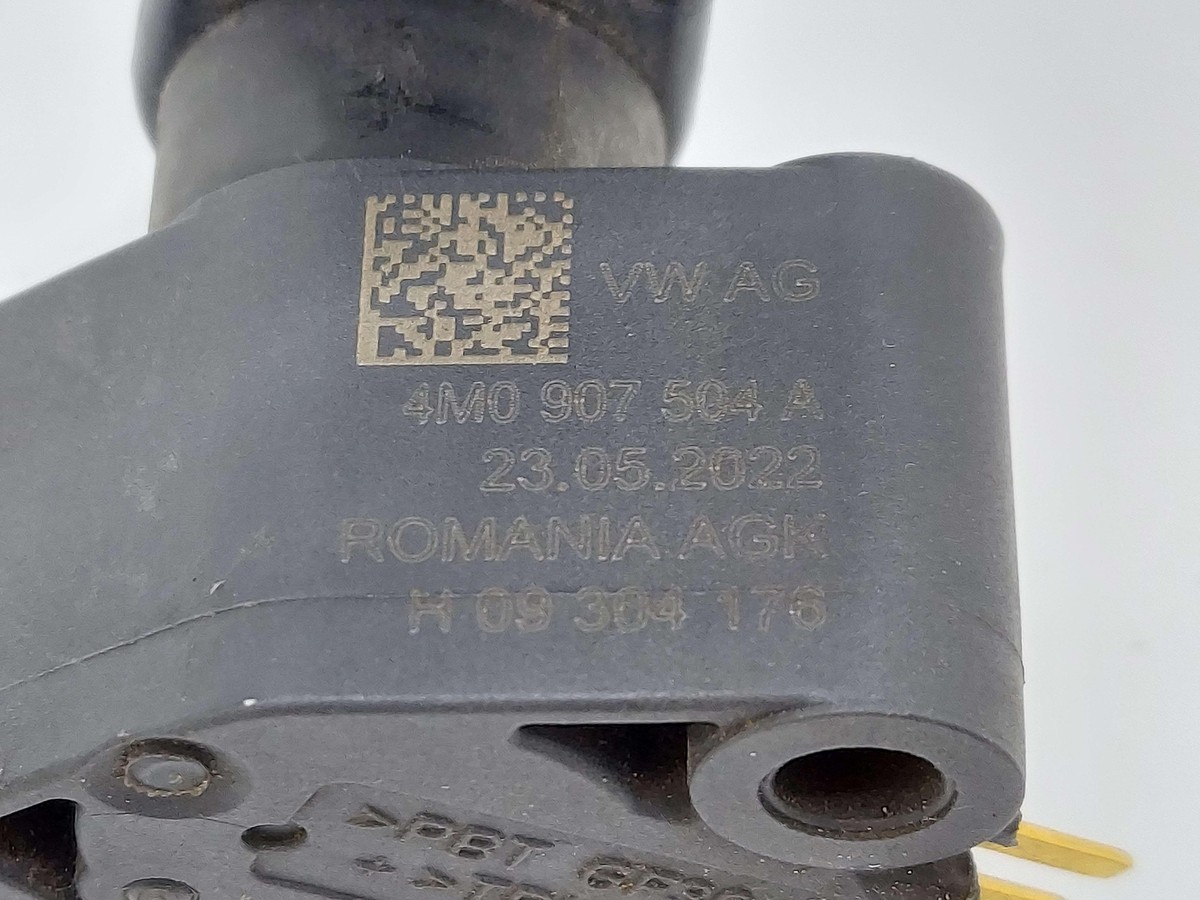 VW AG
4M0 907 504 A
23.05.2022
ROMANIA AGK
H 09 304 176
>PBT